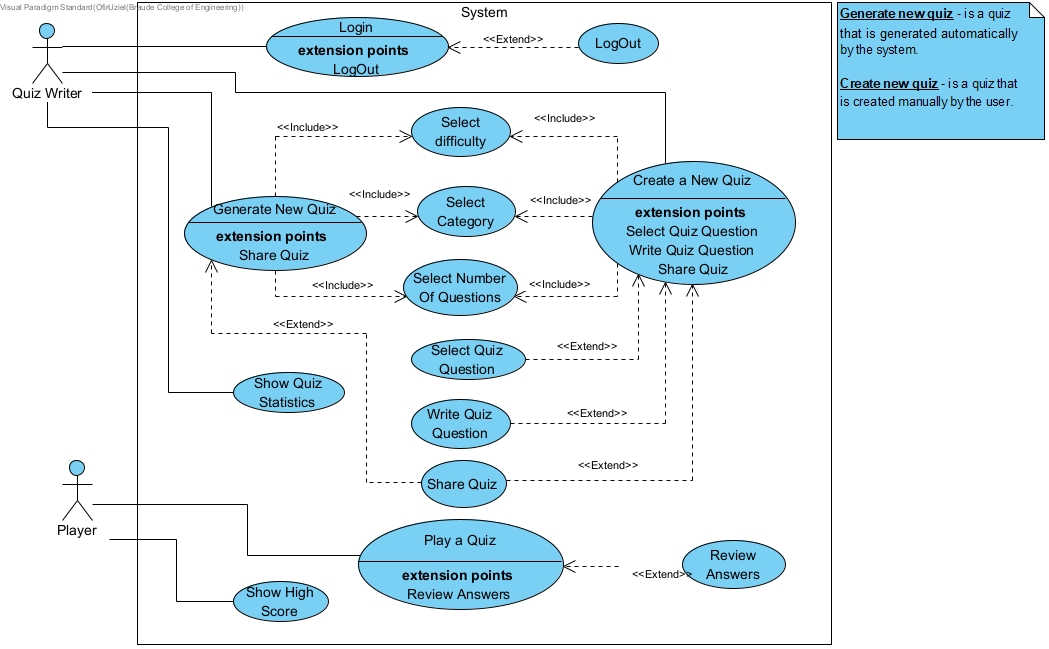 Visual Paradigm Standard(OfirUziel(Braude College of Engineering))
System
Login
extension points
LogOut
<<Extend>>
LogOut
Quiz Writer
Generate new quiz - is a quiz
that is generated automatically
by the system.
Create new quiz - is a quiz that
is created manually by the user.
<<Include>>
Select
difficulty
<<Include>>
Generate New Quiz
extension points
Share Quiz
<<Include>>
Select
Category
<<Include>>
Create a New Quiz
extension points
Select Quiz Question
Write Quiz Question
Share Quiz
<<Include>>
Select Number
Of Questions
<<Include>>
<<Extend>>
Select Quiz
Question
<<Extend>>
Show Quiz
Statistics
Write Quiz
Question
<<Extend>>
Share Quiz
<<Extend>>
Player
Play a Quiz
extension points
Review Answers
<<Extend>>
Review
Answers
Show High
Score